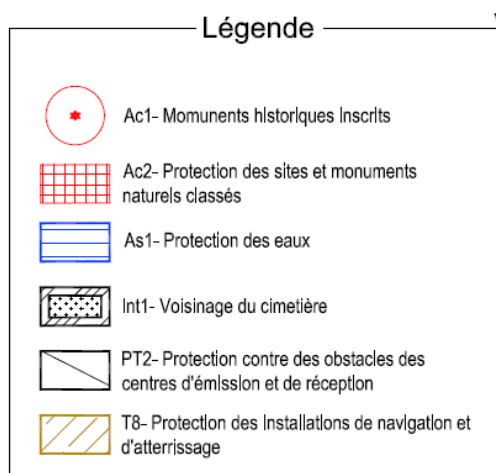 Légende
Ac1- Momunents historiques inscrits
Ac2- Protection des sites et monuments
naturels classés
As1- Protection des eaux
Int1- Voisinage du cimetière
PT2- Protection contre des obstacles des
centres d'émission et de réception
T8- Protection des installations de navigation et
d'atterrissage